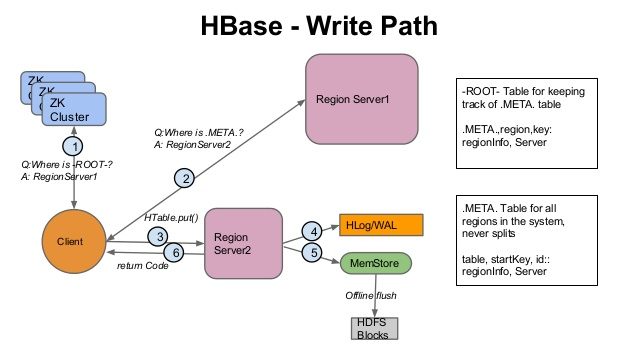 HBase - Write Path
ZK
ZK
ZK
Cluster
Region Server1
-ROOT- Table for keeping
track of .META. table
.META.,region,key:
regionInfo, Server
Q:Where is .META.?
A: RegionServer2
1
Q:Where is -ROOT-?
A: RegionServer1
2
.META. Table for all
regions in the system,
never splits
table, startKey, id::
regionInfo, Server
HTable.put()
Client
3
6
return Code
Region
Server2
4
HLog/WAL
5
MemStore
Offline flush
HDFS
Blocks